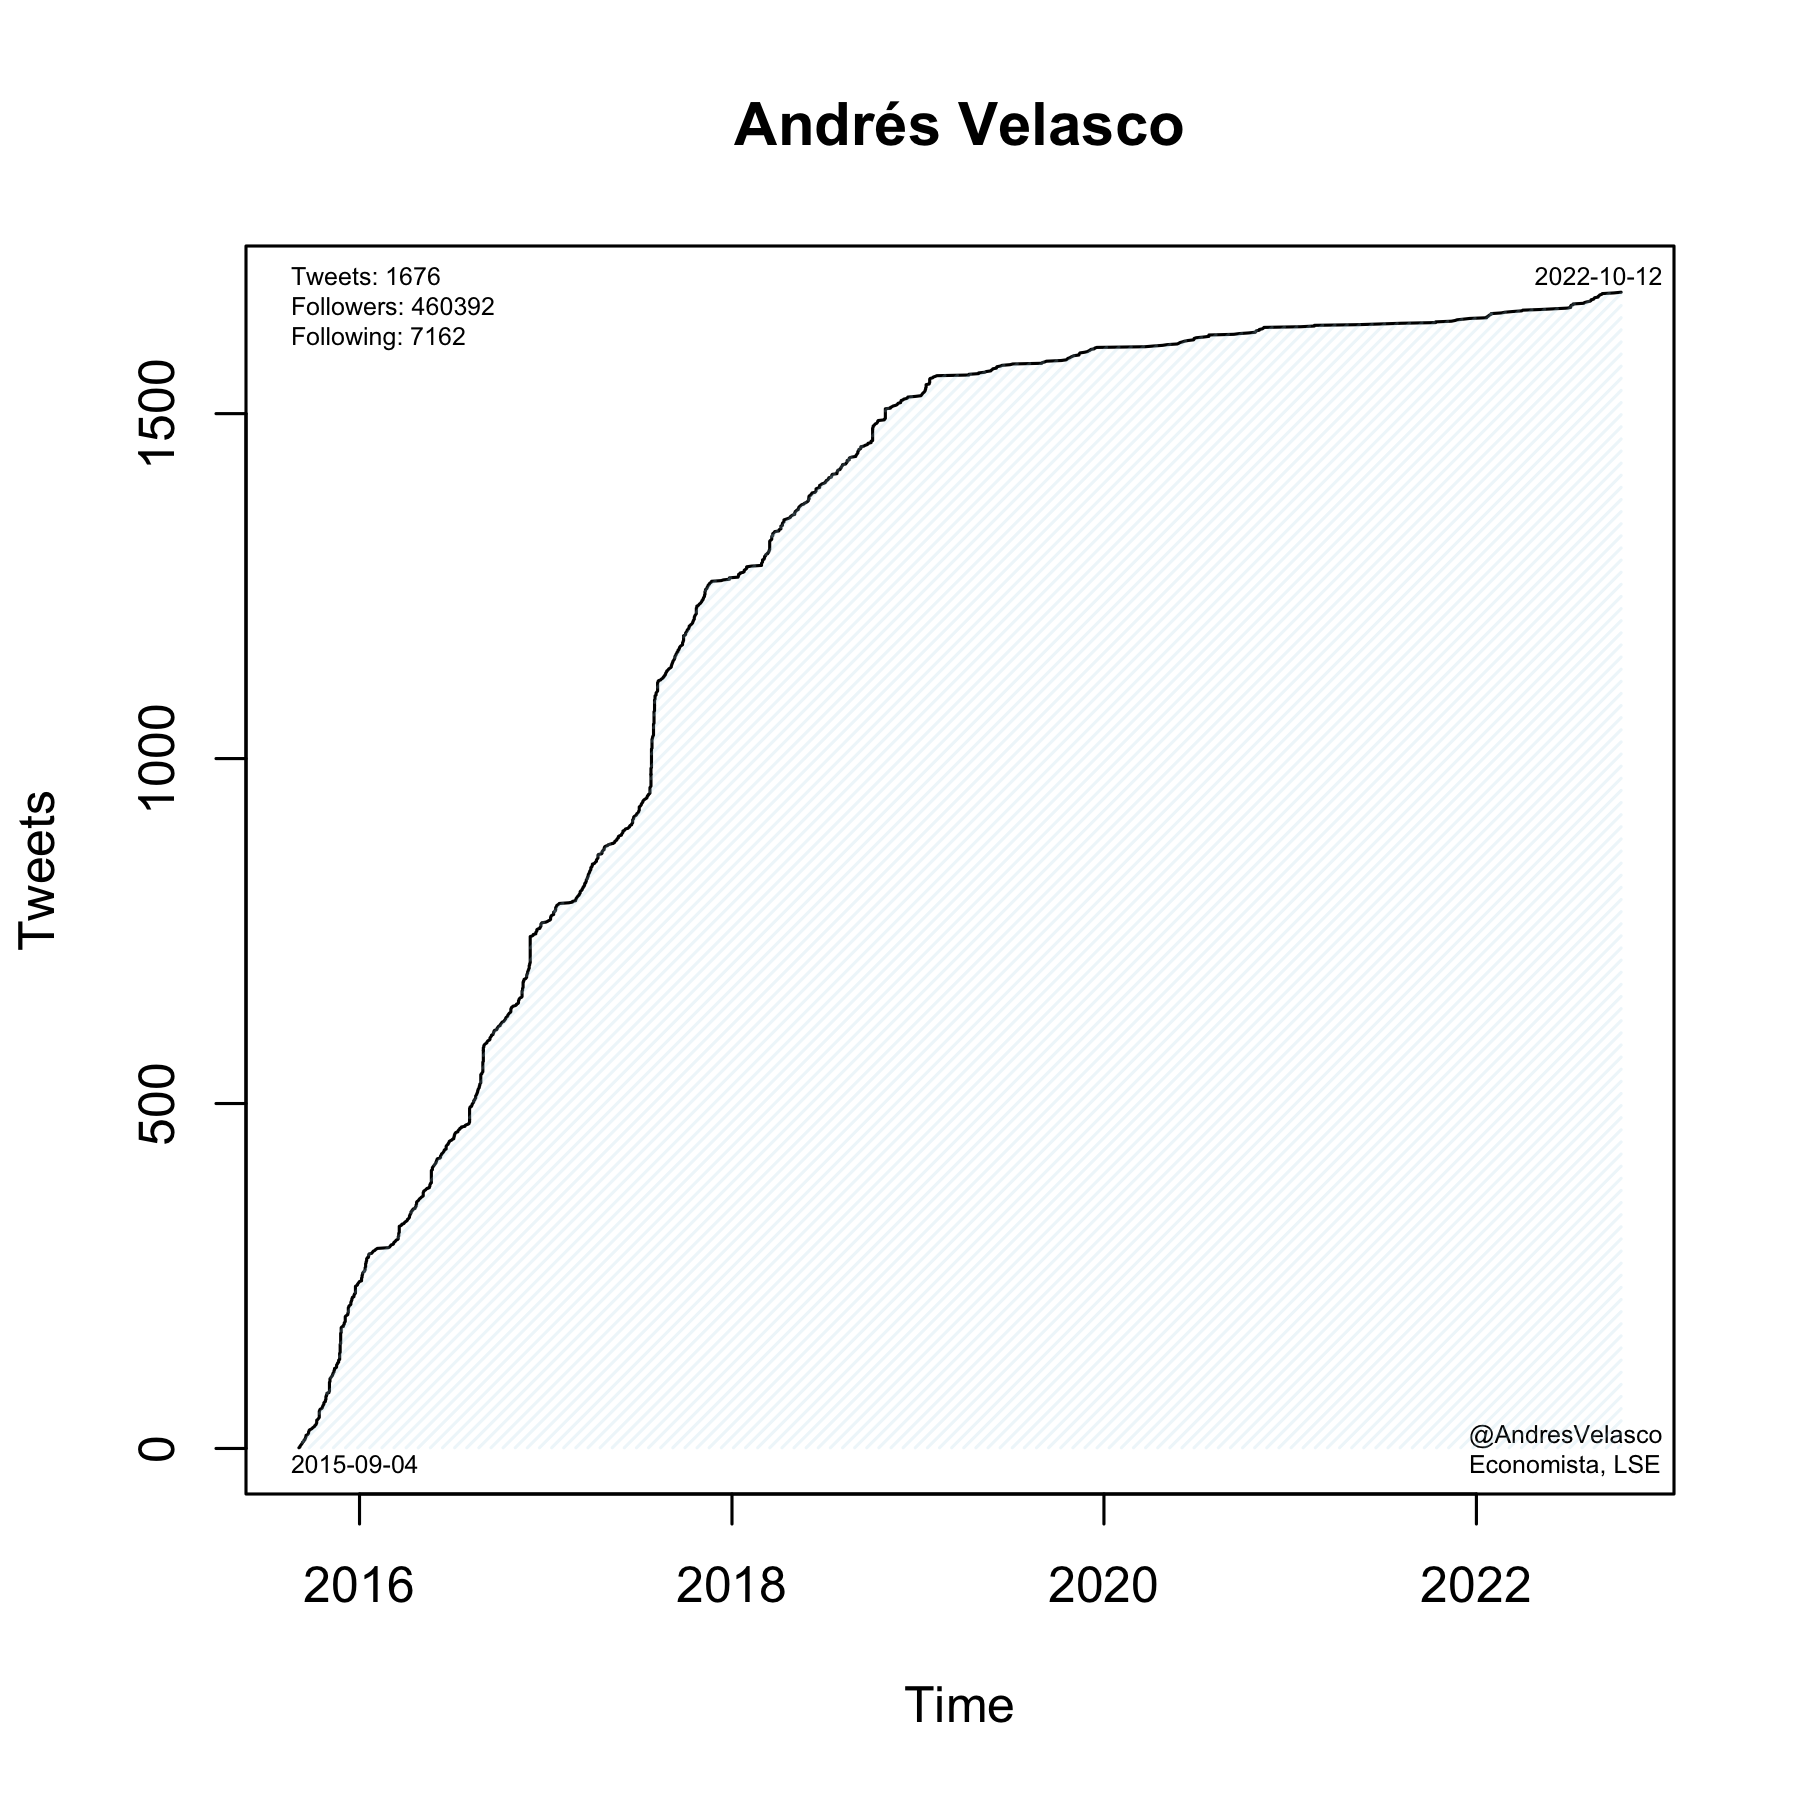 Andrés Velasco
Tweets: 1676
Followers: 460392
Following: 7162
2022-10-12
1500
1000
500
0
Tweets
@AndresVelasco
Economista, LSE
2015-09-04
2016
2018
2020
2022
Time